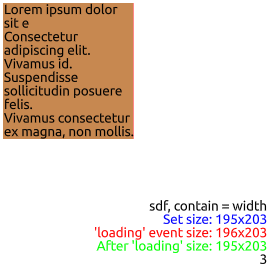 Lorem ipsum dolor
sit e
Consectetur
adipiscing elit.
Vivamus id.
Suspendisse
sollicitudin posuere
felis.
Vivamus consectetur
ex magna, non mollis.
sdf, contain = width
Set size: 195x203
'loading' event size: 196x203
After 'loading' size: 195x203
3